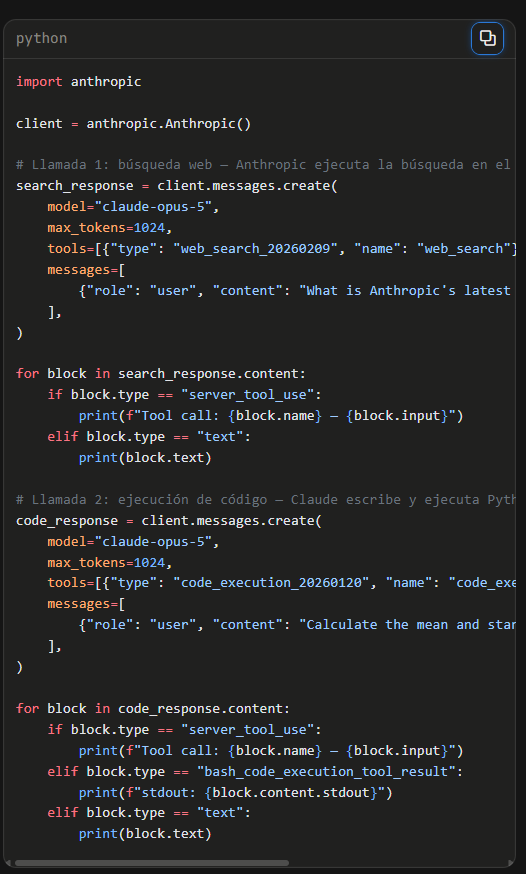 python
import anthropic
client = anthropic.Anthropic()
# Llamada 1: búsqueda web — Anthropic ejecuta la búsqueda en el
search_response = client.messages.create(
    model="claude-opus-5",
    max_tokens=1024,
    tools=[{"type": "web_search_20260209", "name": "web_search"}
    messages=[
        {"role": "user", "content": "What is Anthropic's latest
    ],
)
for block in search_response.content:
    if block.type == "server_tool_use":
        print(f"Tool call: {block.name} — {block.input}")
    elif block.type == "text":
        print(block.text)
# Llamada 2: ejecución de código — Claude escribe y ejecuta Pyth
code_response = client.messages.create(
    model="claude-opus-5",
    max_tokens=1024,
    tools=[{"type": "code_execution_20260120", "name": "code_exe
    messages=[
        {"role": "user", "content": "Calculate the mean and stan
    ],
)
for block in code_response.content:
    if block.type == "server_tool_use":
        print(f"Tool call: {block.name} — {block.input}")
    elif block.type == "bash_code_execution_tool_result":
        print(f"stdout: {block.content.stdout}")
    elif block.type == "text":
        print(block.text)